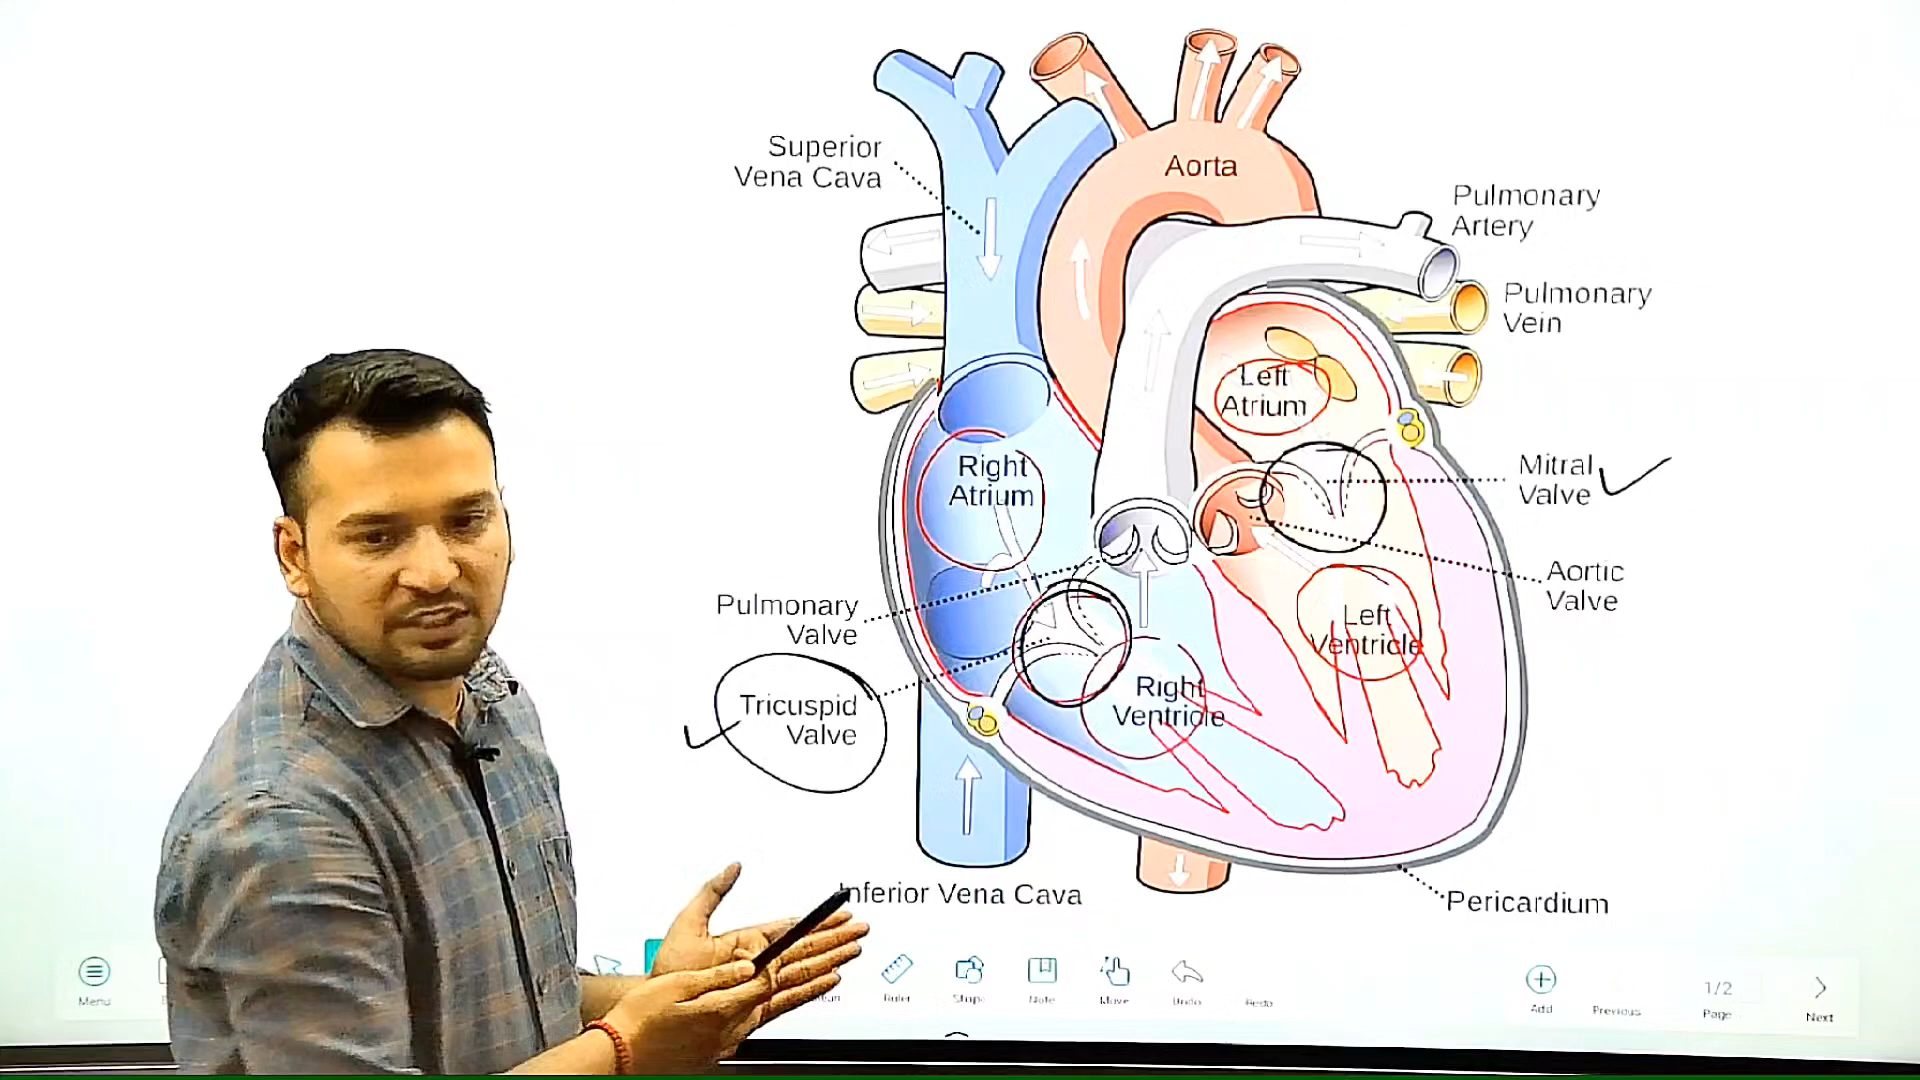 Superior
Vena Cava
Aorta
Pulmonary
Artery
Pulmonary
Vein
Left
Atrium
Right
Atrium
Mitral
Valve
Aortic
Valve
Pulmonary
Valve
Left
Ventricle
Tricuspid
Valve
Right
Ventricle
Inferior Vena Cava
Pericardium
Menu
Ruler
Shape
Note
Move
Undo
Redo
Add
Previous
1/2
Page
Next